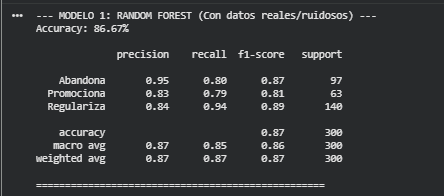 ••• --- MODELO 1: RANDOM FOREST (Con datos reales/ruidosos) ---
Accuracy: 86.67%
precision recall f1-score support
Abandona 0.95 0.80 0.87 97
Promociona 0.83 0.79 0.81 63
Regulariza 0.84 0.94 0.89 140
accuracy 0.87 300
macro avg 0.87 0.85 0.86 300
weighted avg 0.87 0.87 0.87 300
==================================================